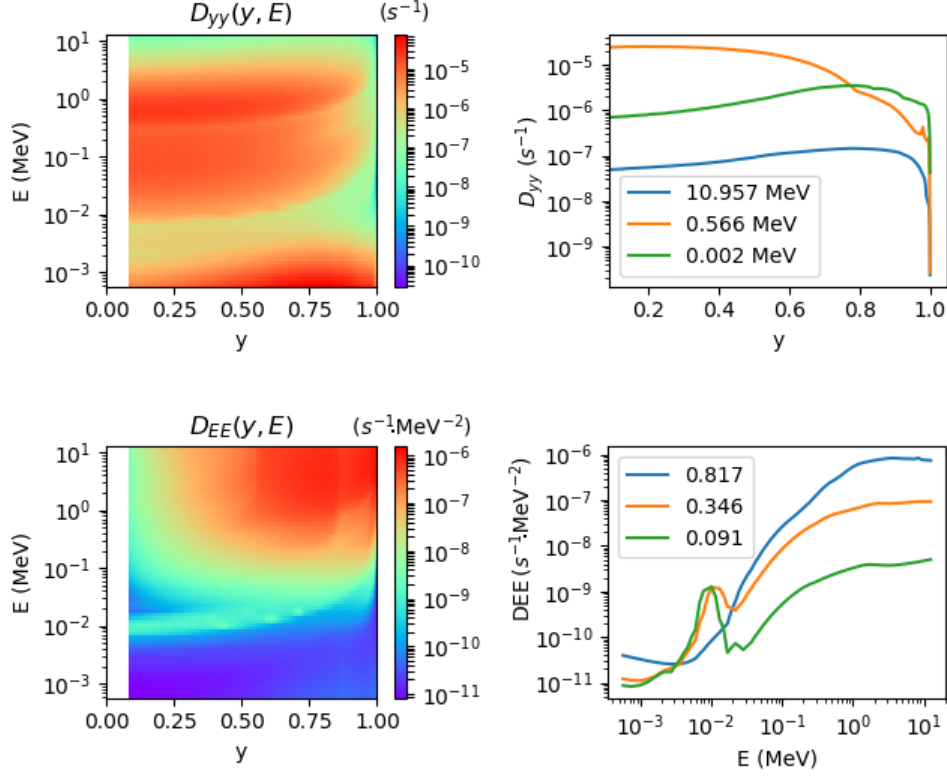 D_yy(y, E)
(s⁻¹)
E (MeV)
10¹
10⁰
10⁻¹
10⁻²
10⁻³
0.00 0.25 0.50 0.75 1.00
y
10⁻⁵
10⁻⁶
10⁻⁷
10⁻⁸
10⁻⁹
10⁻¹⁰
D_yy (s⁻¹)
10⁻⁵
10⁻⁶
10⁻⁷
10⁻⁸
10⁻⁹
10.957 MeV
0.566 MeV
0.002 MeV
0.2 0.4 0.6 0.8 1.0
y
D_EE(y, E)
(s⁻¹·MeV⁻²)
E (MeV)
10¹
10⁰
10⁻¹
10⁻²
10⁻³
0.00 0.25 0.50 0.75 1.00
y
10⁻⁶
10⁻⁷
10⁻⁸
10⁻⁹
10⁻¹⁰
10⁻¹¹
DEE (s⁻¹·MeV⁻²)
10⁻⁶
10⁻⁷
10⁻⁸
10⁻⁹
10⁻¹⁰
10⁻¹¹
0.817
0.346
0.091
10⁻³ 10⁻² 10⁻¹ 10⁰ 10¹
E (MeV)